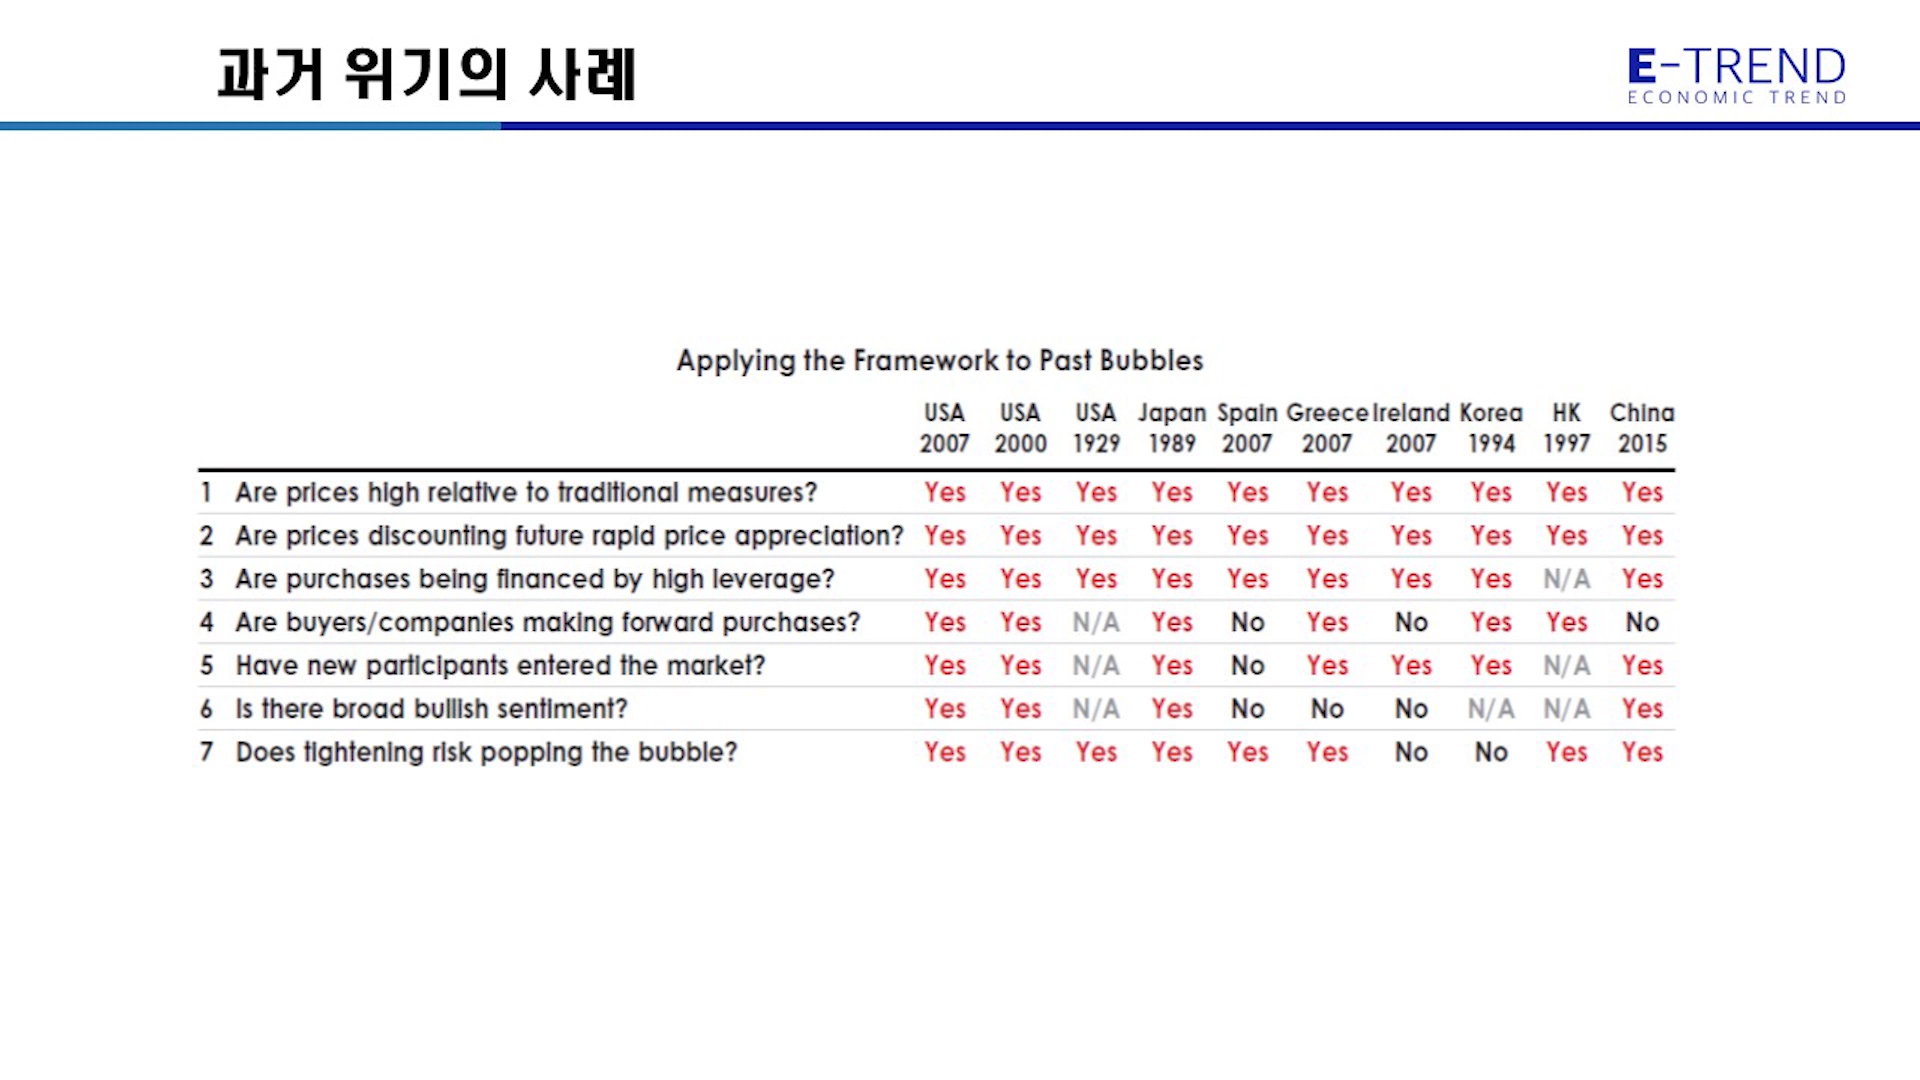 과거 위기의 사례
E-TREND
ECONOMIC TREND
Applying the Framework to Past Bubbles
USA USA USA Japan Spain Greece Ireland Korea HK China
2007 2000 1929 1989 2007 2007 2007 1994 1997 2015
1 Are prices high relative to traditional measures? Yes Yes Yes Yes Yes Yes Yes Yes Yes Yes
2 Are prices discounting future rapid price appreciation? Yes Yes Yes Yes Yes Yes Yes Yes Yes Yes
3 Are purchases being financed by high leverage? Yes Yes Yes Yes Yes Yes Yes Yes N/A Yes
4 Are buyers/companies making forward purchases? Yes Yes N/A Yes No Yes No Yes Yes No
5 Have new participants entered the market? Yes Yes N/A Yes No Yes Yes Yes N/A Yes
6 Is there broad bullish sentiment? Yes Yes N/A Yes No No No N/A N/A Yes
7 Does tightening risk popping the bubble? Yes Yes Yes Yes Yes Yes No No Yes Yes